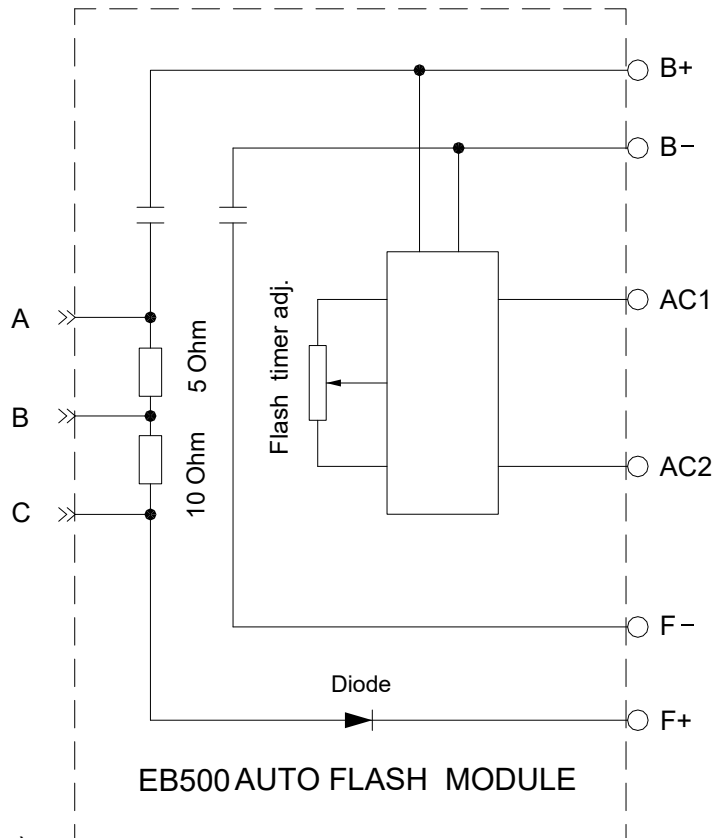 B+
B−
AC1
A
Flash timer adj.
5 Ohm
B
10 Ohm
AC2
C
F−
Diode
F+
EB500 AUTO FLASH MODULE